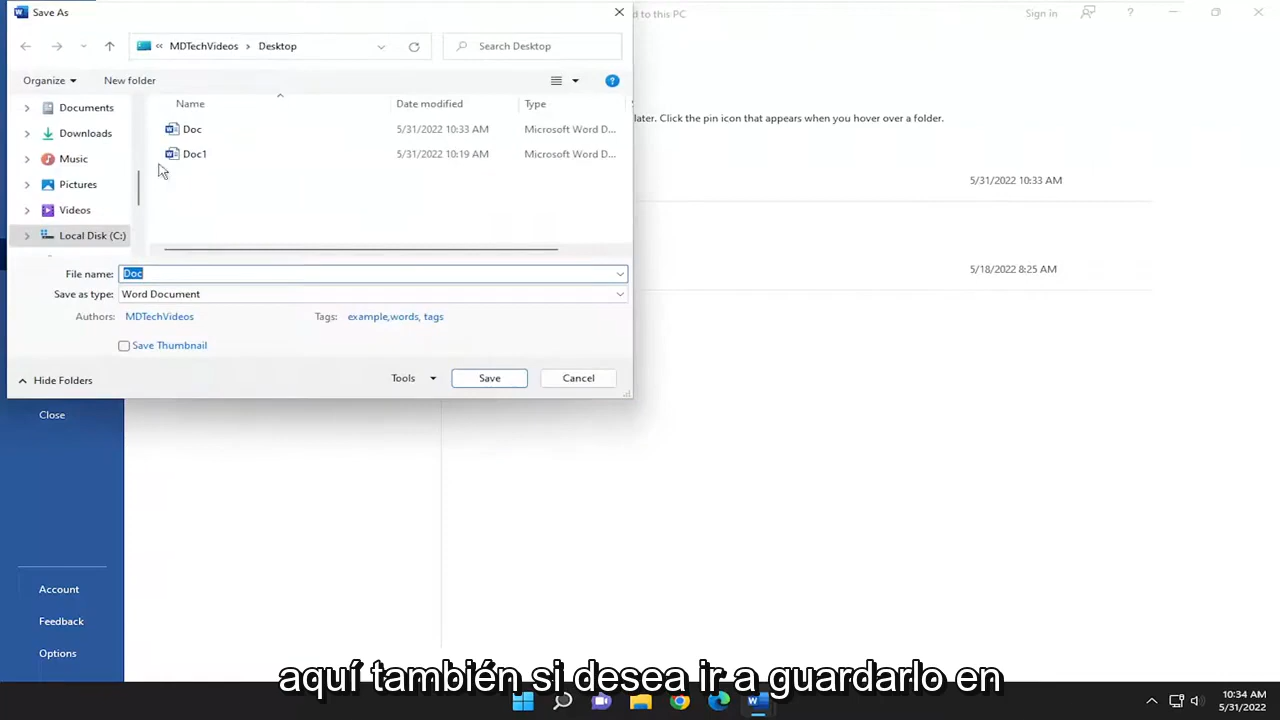 Save As
d to this PC
Sign in
?
«
MDTechVideos > Desktop
Search Desktop
Organize
New folder
?
Name
Date modified
Type
Documents
Doc
5/31/2022 10:33 AM
Microsoft Word D...
later. Click the pin icon that appears when you hover over a folder.
Downloads
Doc1
5/31/2022 10:19 AM
Microsoft Word D...
Music
Pictures
5/31/2022 10:33 AM
Videos
Local Disk (C:)
File name: Doc
5/18/2022 8:25 AM
Save as type: Word Document
Authors: MDTechVideos
Tags: example,words, tags
Save Thumbnail
Hide Folders
Tools
Save
Cancel
Close
Account
Feedback
Options
aquí también si desea ir a guardarlo en
10:34 AM
5/31/2022